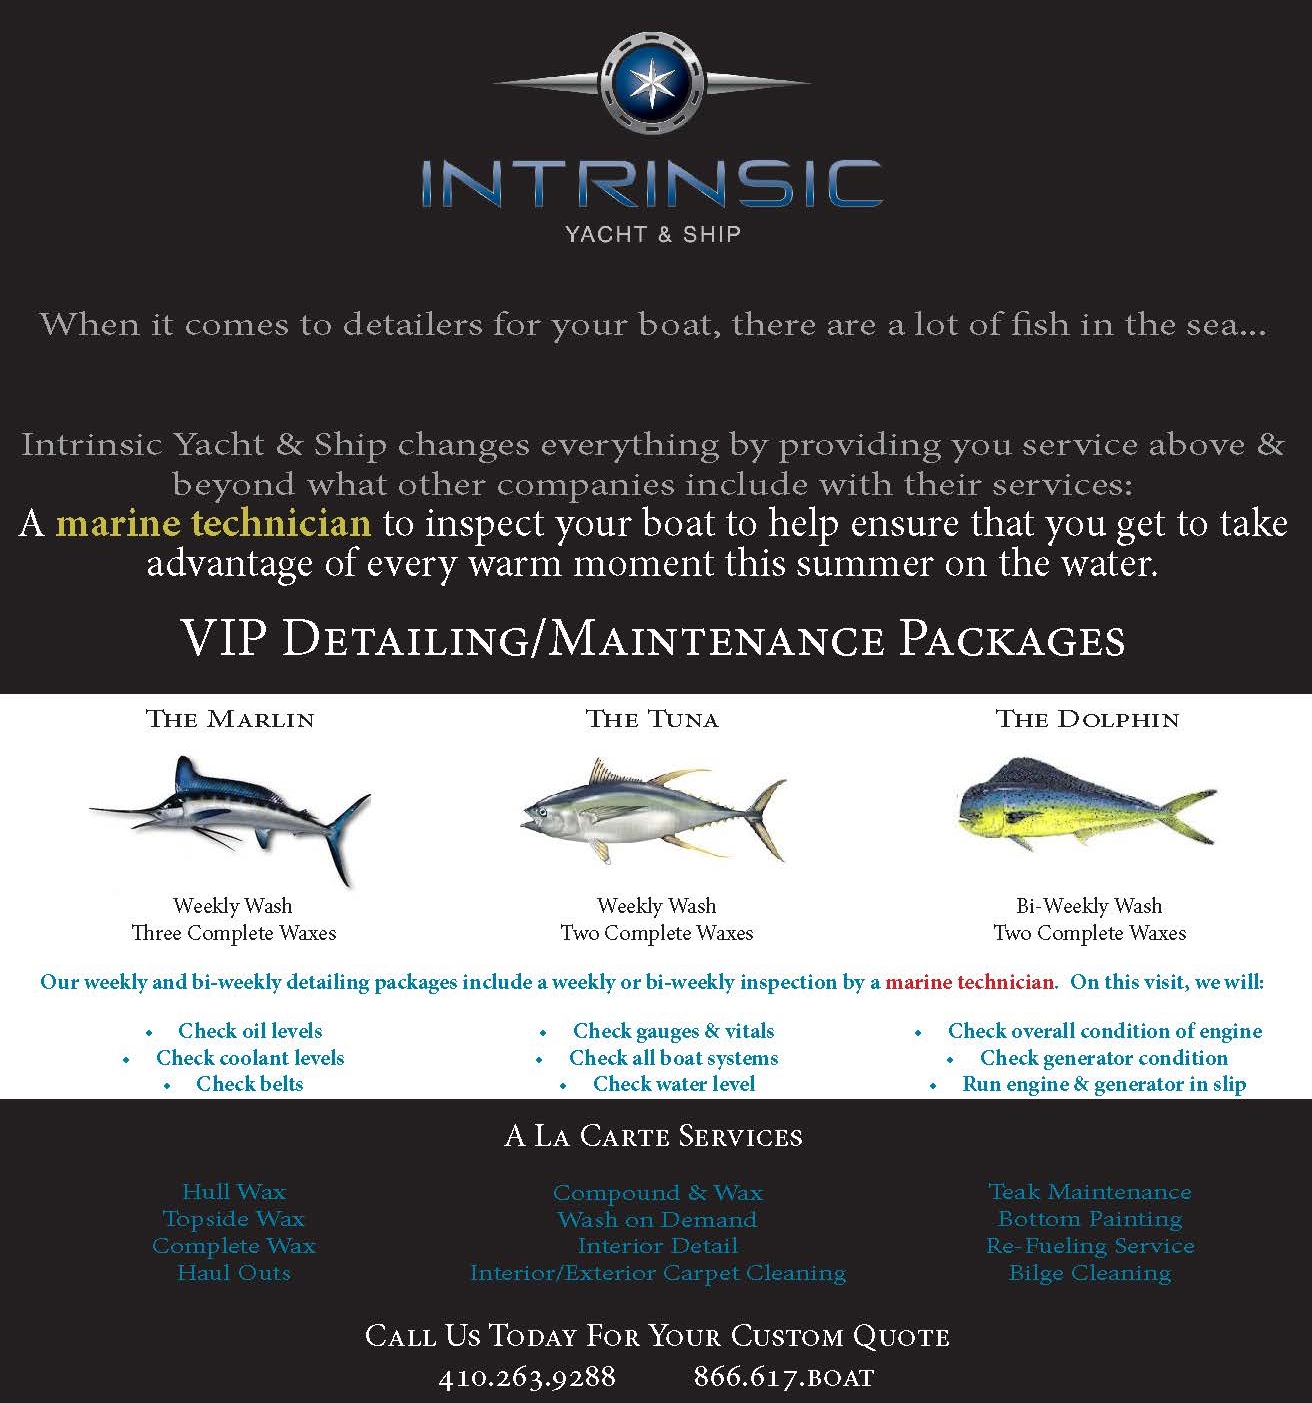 INTRINSIC
YACHT & SHIP
When it comes to detailers for your boat, there are a lot of fish in the sea...
Intrinsic Yacht & Ship changes everything by providing you service above &
beyond what other companies include with their services:
A marine technician to inspect your boat to help ensure that you get to take
advantage of every warm moment this summer on the water.
VIP Detailing/Maintenance Packages
The Marlin
Weekly Wash
Three Complete Waxes
The Tuna
Weekly Wash
Two Complete Waxes
The Dolphin
Bi-Weekly Wash
Two Complete Waxes
Our weekly and bi-weekly detailing packages include a weekly or bi-weekly inspection by a marine technician. On this visit, we will:
• Check oil levels
• Check coolant levels
• Check belts
• Check gauges & vitals
• Check all boat systems
• Check water level
• Check overall condition of engine
• Check generator condition
• Run engine & generator in slip
A La Carte Services
Hull Wax
Topside Wax
Complete Wax
Haul Outs
Compound & Wax
Wash on Demand
Interior Detail
Interior/Exterior Carpet Cleaning
Teak Maintenance
Bottom Painting
Re-Fueling Service
Bilge Cleaning
Call Us Today For Your Custom Quote
410.263.9288 866.617.BOAT